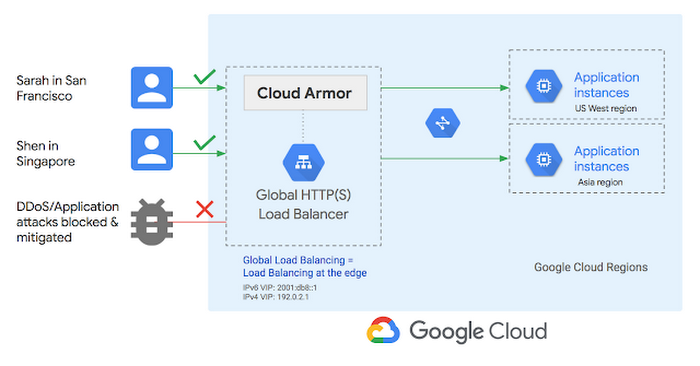 Sarah in San
Francisco
Shen in
Singapore
DDoS/Application
attacks blocked &
mitigated
Cloud Armor
Global HTTP(S)
Load Balancer
Global Load Balancing =
Load Balancing at the edge
IPv6 VIP: 2001:db8::1
IPv4 VIP: 192.0.2.1
Application
instances
US West region
Application
instances
Asia region
Google Cloud Regions
Google Cloud